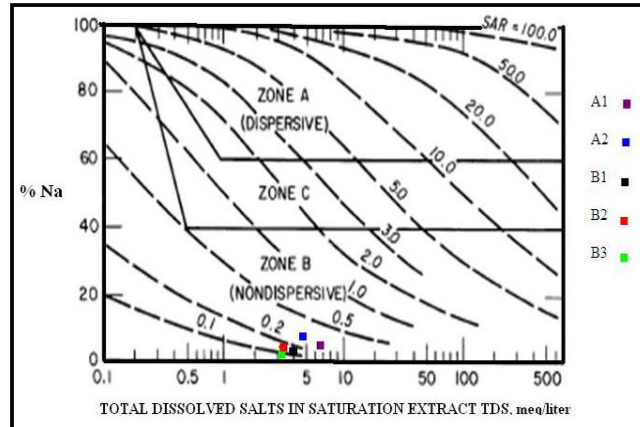 100
80
60
40
20
0
% Na
SAR = 100.0
50.0
20.0
10.0
5.0
3.0
2.0
1.0
0.5
0.2
0.1
ZONE A
(DISPERSIVE)
ZONE C
ZONE B
(NONDISPERSIVE)
0.1 0.5 1 5 10 50 100 500
TOTAL DISSOLVED SALTS IN SATURATION EXTRACT TDS, meq/liter
A1
A2
B1
B2
B3